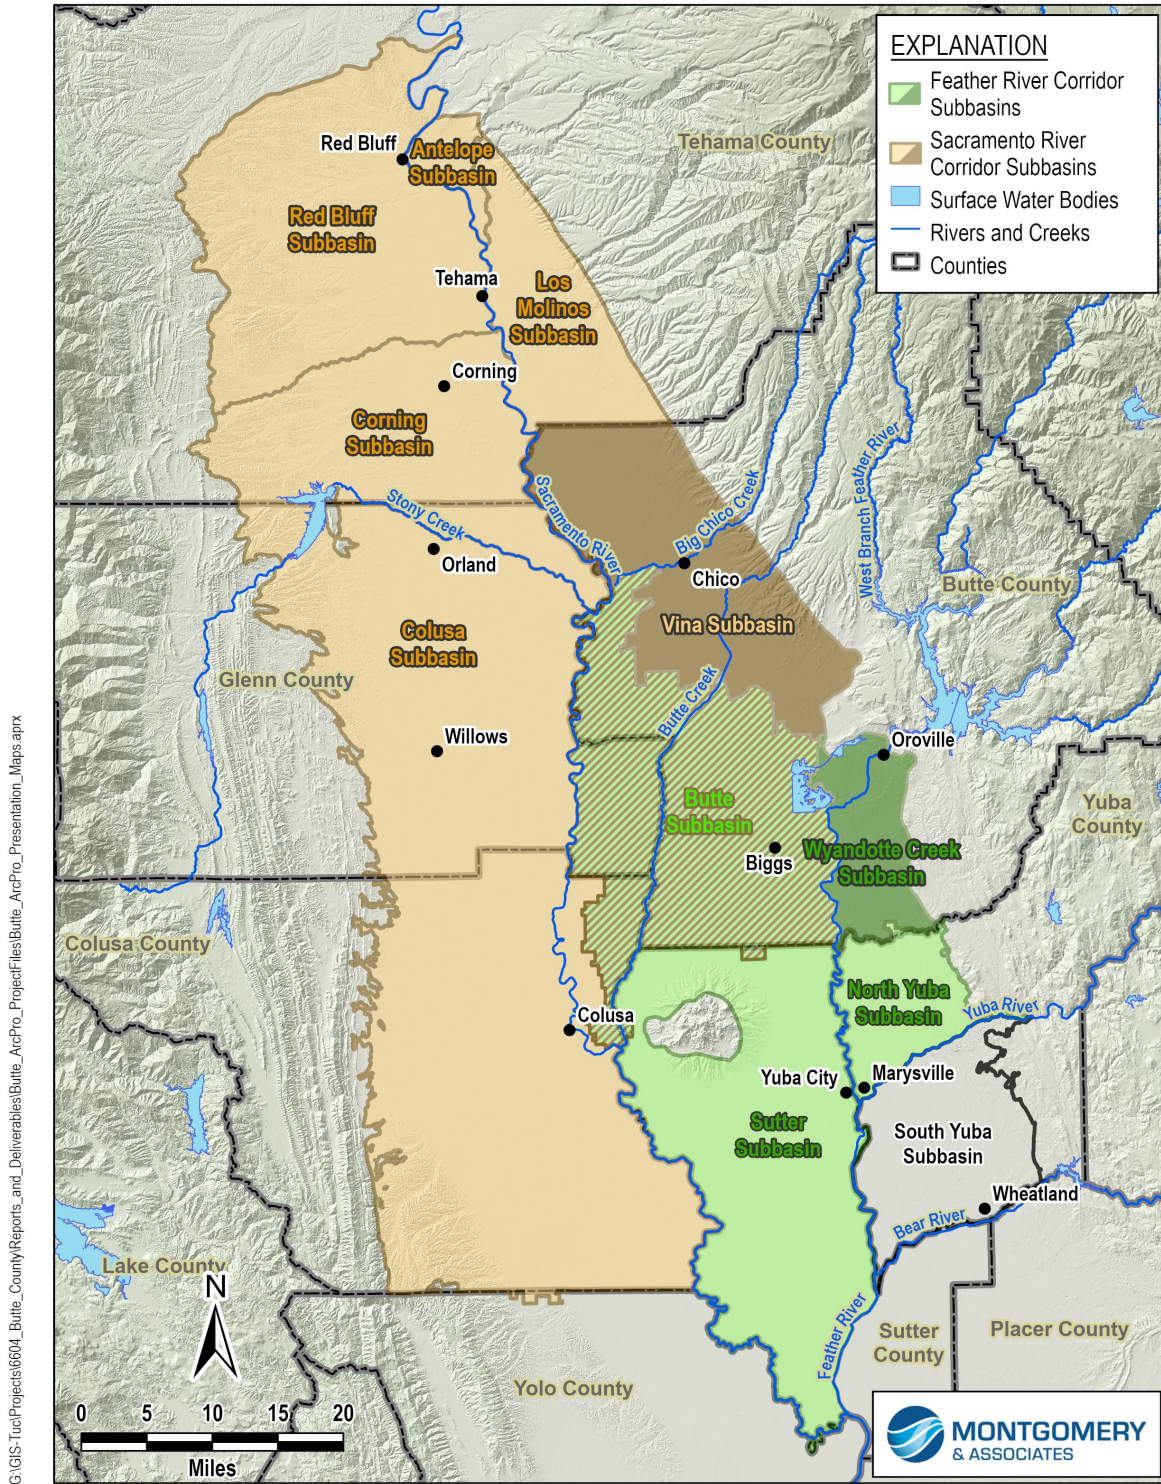 EXPLANATION
Feather River Corridor
Subbasins
Sacramento River
Corridor Subbasins
Surface Water Bodies
Rivers and Creeks
Counties
Tehama County
Red Bluff
Antelope
Subbasin
Red Bluff
Subbasin
Tehama
Los
Molinos
Subbasin
Corning
Corning
Subbasin
Stony Creek
Sacramento River
Big Chico Creek
West Branch Feather River
Orland
Chico
Butte County
Vina Subbasin
Colusa
Subbasin
Glenn County
Butte Creek
Willows
Oroville
Butte
Subbasin
Yuba
County
Biggs
Wyandotte Creek
Subbasin
Colusa County
North Yuba
Subbasin
Yuba River
Colusa
Yuba City
Marysville
Sutter
Subbasin
South Yuba
Subbasin
Wheatland
Bear River
Lake County
N
Feather River
Sutter
County
Placer County
Yolo County
0 5 10 15 20
Miles
MONTGOMERY
& ASSOCIATES
G:\GIS-Tuc\Projects\6604_Butte_County\Reports_and_Deliverables\Butte_ArcPro_ProjectFiles\Butte_ArcPro_Presentation_Maps.aprx